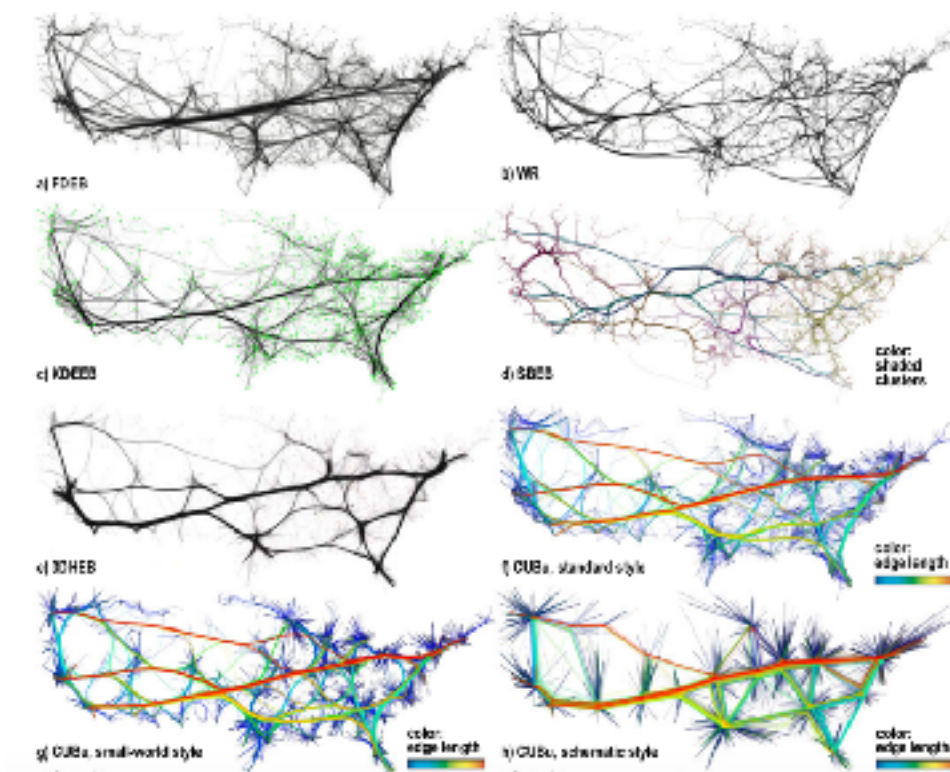 a) FDEB
b) WR
c) KDEEB
d) SBEB
color:
shaded
clusters
e) 3DHEB
f) CUBu, standard style
color:
edge length
g) CUBu, small-world style
color:
edge length
h) CUBu, schematic style
color:
edge length